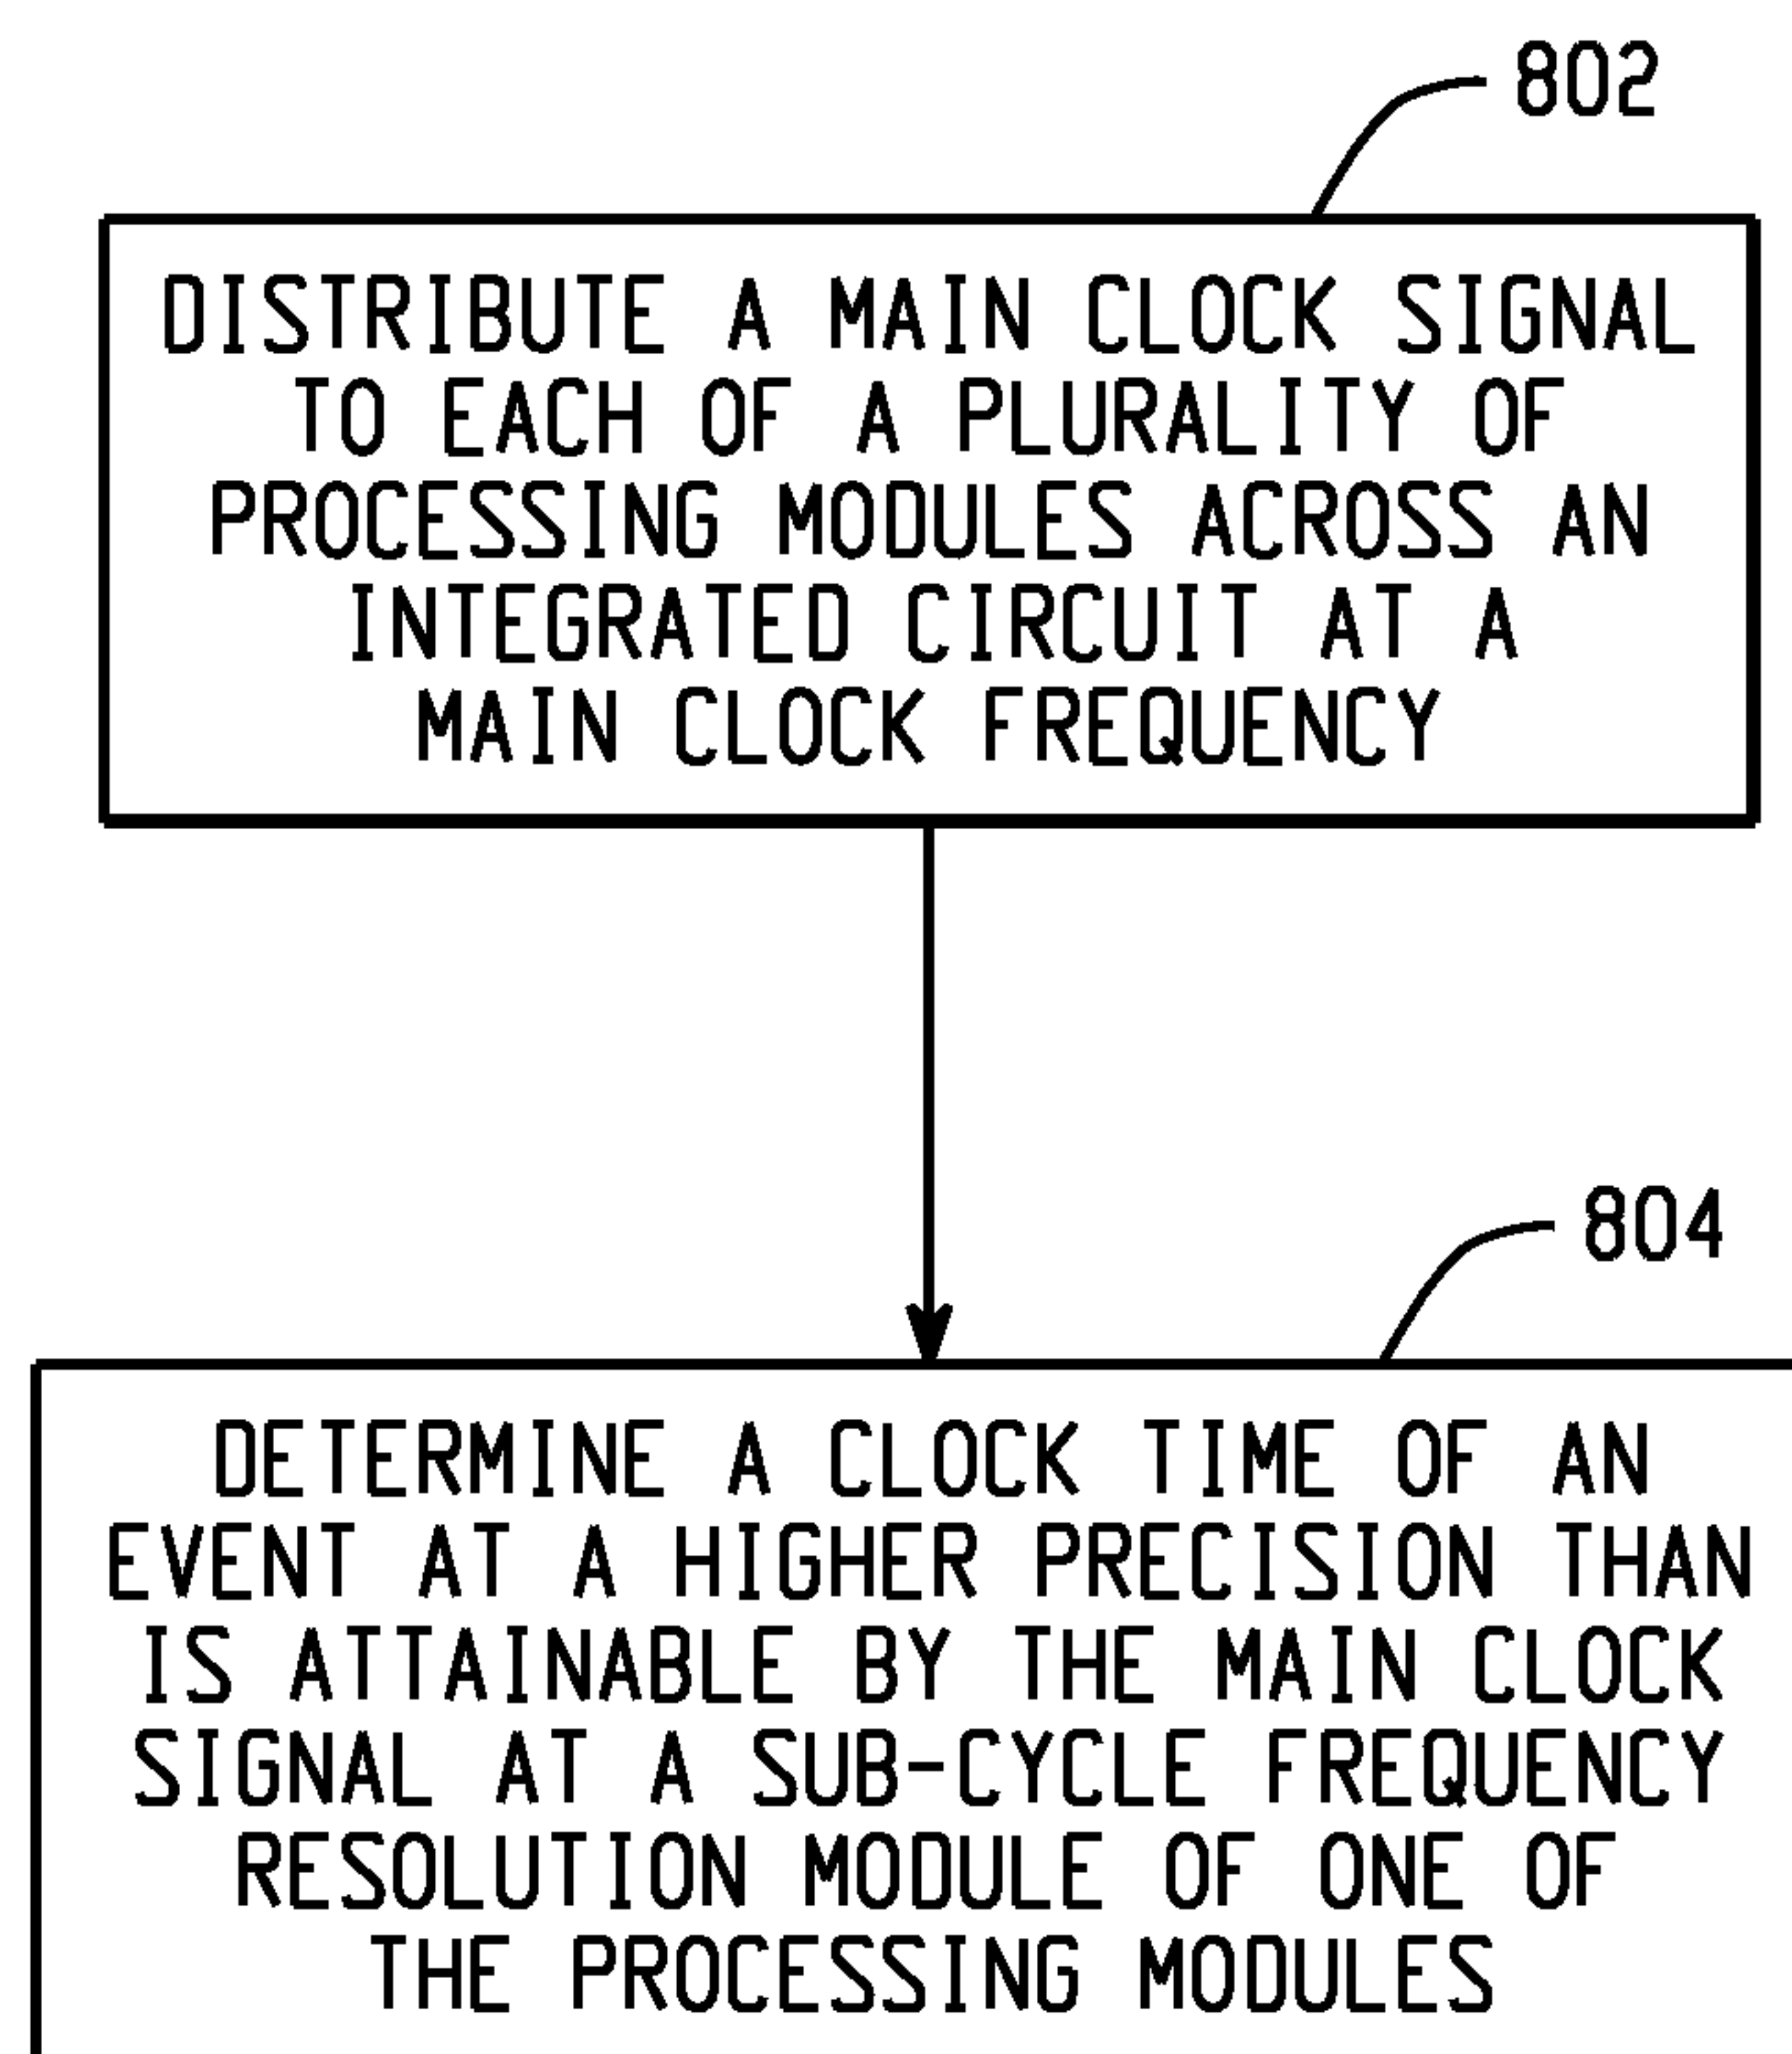 802
DISTRIBUTE A MAIN CLOCK SIGNAL
TO EACH OF A PLURALITY OF
PROCESSING MODULES ACROSS AN
INTEGRATED CIRCUIT AT A
MAIN CLOCK FREQUENCY
804
DETERMINE A CLOCK TIME OF AN
EVENT AT A HIGHER PRECISION THAN
IS ATTAINABLE BY THE MAIN CLOCK
SIGNAL AT A SUB-CYCLE FREQUENCY
RESOLUTION MODULE OF ONE OF
THE PROCESSING MODULES